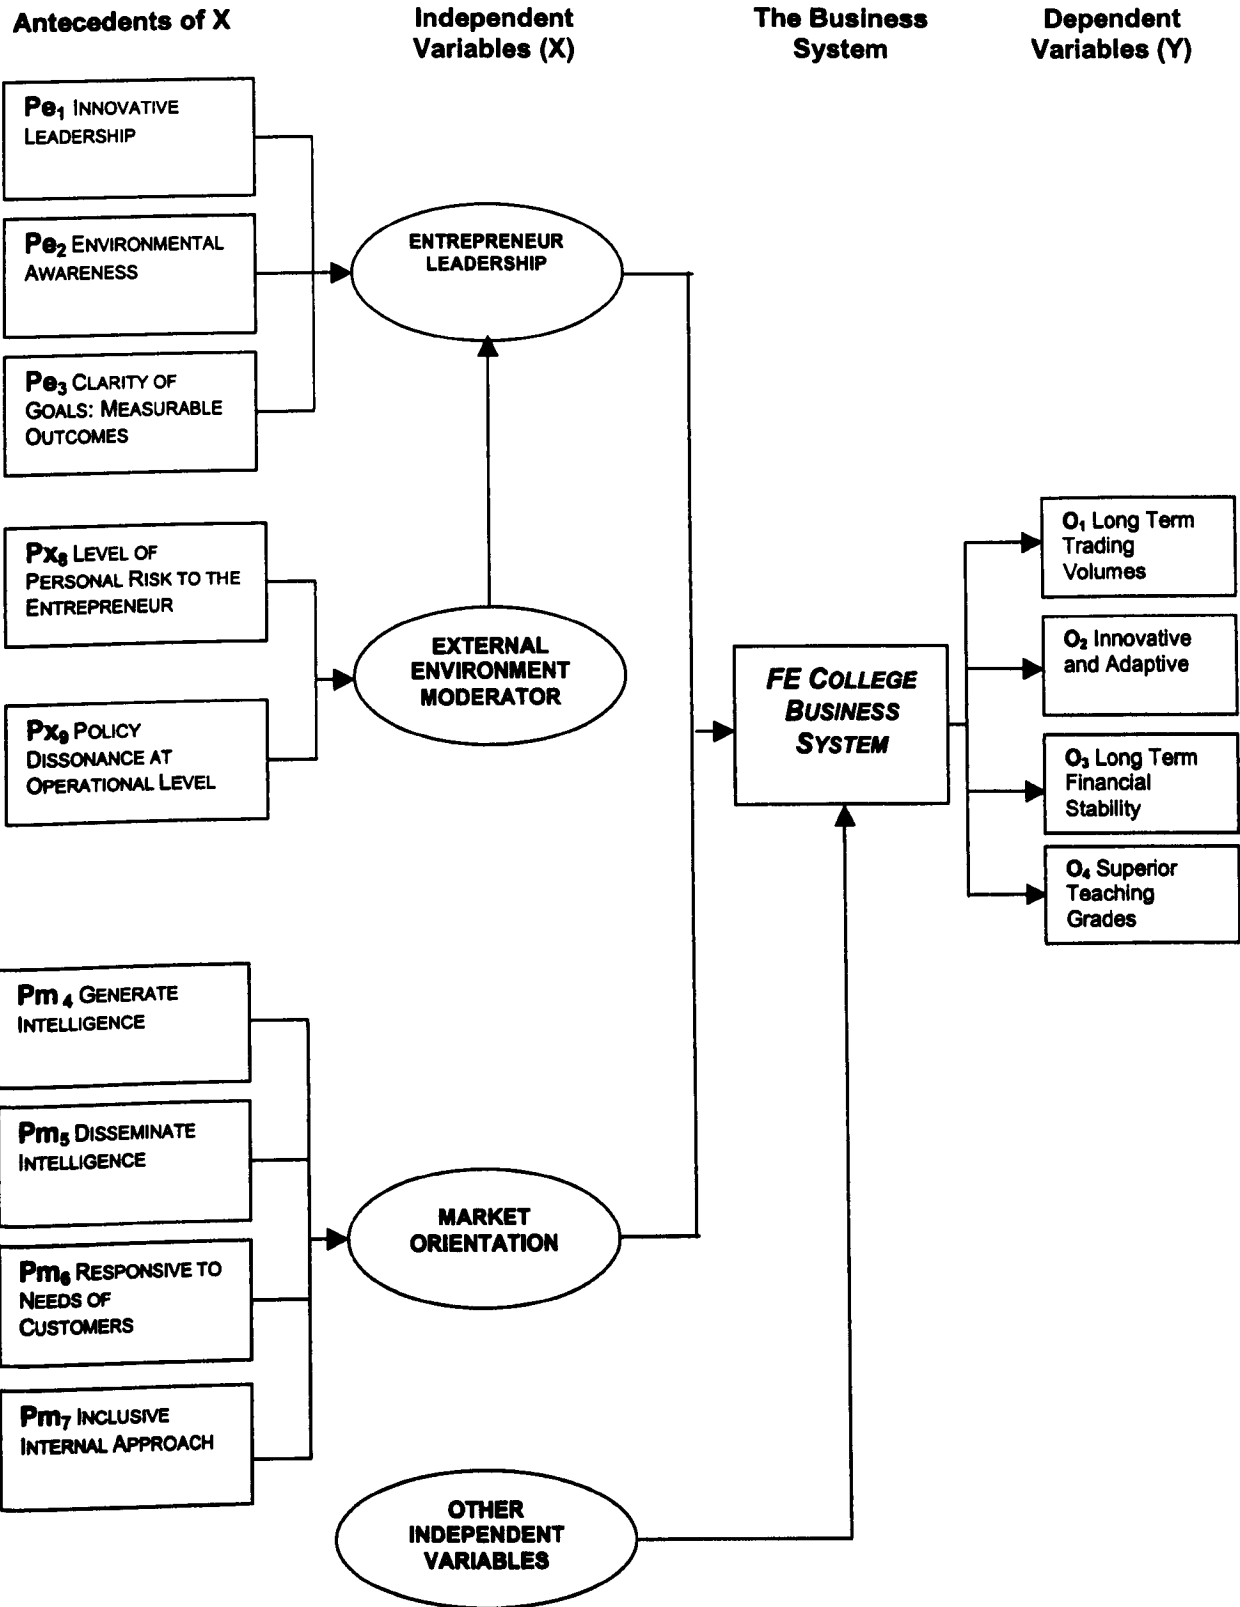 Antecedents of X
Independent
Variables (X)
The Business
System
Dependent
Variables (Y)
Pe₁ INNOVATIVE
LEADERSHIP
Pe₂ ENVIRONMENTAL
AWARENESS
Pe₃ CLARITY OF
GOALS: MEASURABLE
OUTCOMES
Px₈ LEVEL OF
PERSONAL RISK TO THE
ENTREPRENEUR
Px₉ POLICY
DISSONANCE AT
OPERATIONAL LEVEL
Pm ₄ GENERATE
INTELLIGENCE
Pm₅ DISSEMINATE
INTELLIGENCE
Pm₆ RESPONSIVE TO
NEEDS OF
CUSTOMERS
Pm₇ INCLUSIVE
INTERNAL APPROACH
ENTREPRENEUR
LEADERSHIP
EXTERNAL
ENVIRONMENT
MODERATOR
MARKET
ORIENTATION
OTHER
INDEPENDENT
VARIABLES
FE COLLEGE
BUSINESS
SYSTEM
O₁ Long Term
Trading
Volumes
O₂ Innovative
and Adaptive
O₃ Long Term
Financial
Stability
O₄ Superior
Teaching
Grades